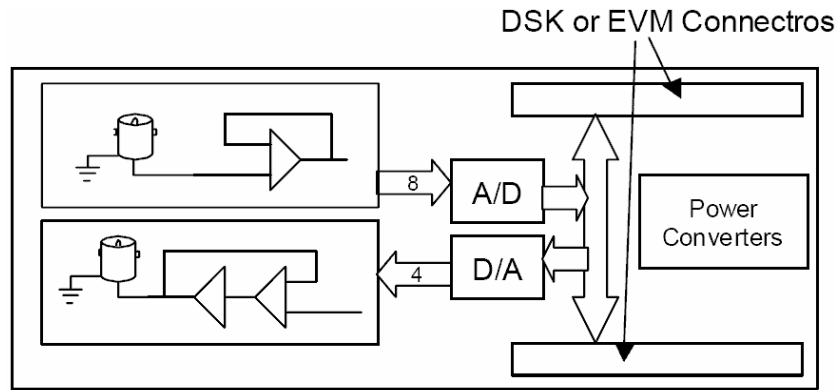 DSK or EVM Connectros
8
A/D
Power
Converters
4
D/A